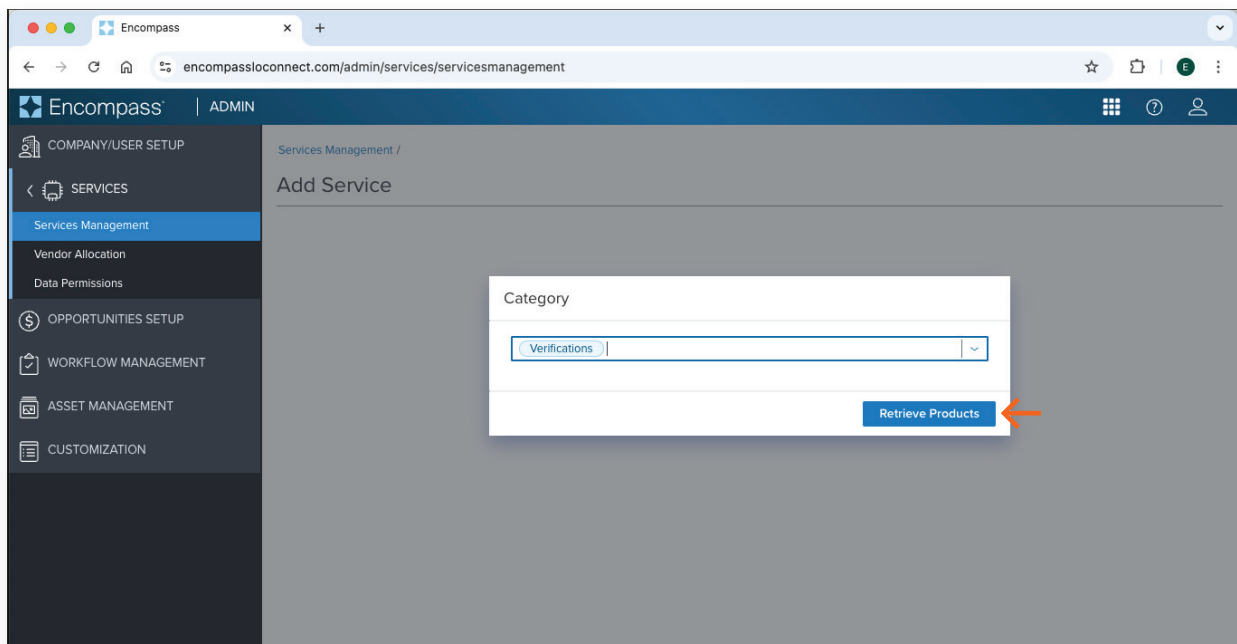 Encompass
encompassloconnect.com/admin/services/servicesmanagement
E
Encompass | ADMIN
COMPANY/USER SETUP
SERVICES
Services Management
Vendor Allocation
Data Permissions
OPPORTUNITIES SETUP
WORKFLOW MANAGEMENT
ASSET MANAGEMENT
CUSTOMIZATION
Services Management /
Add Service
Category
Verifications
Retrieve Products